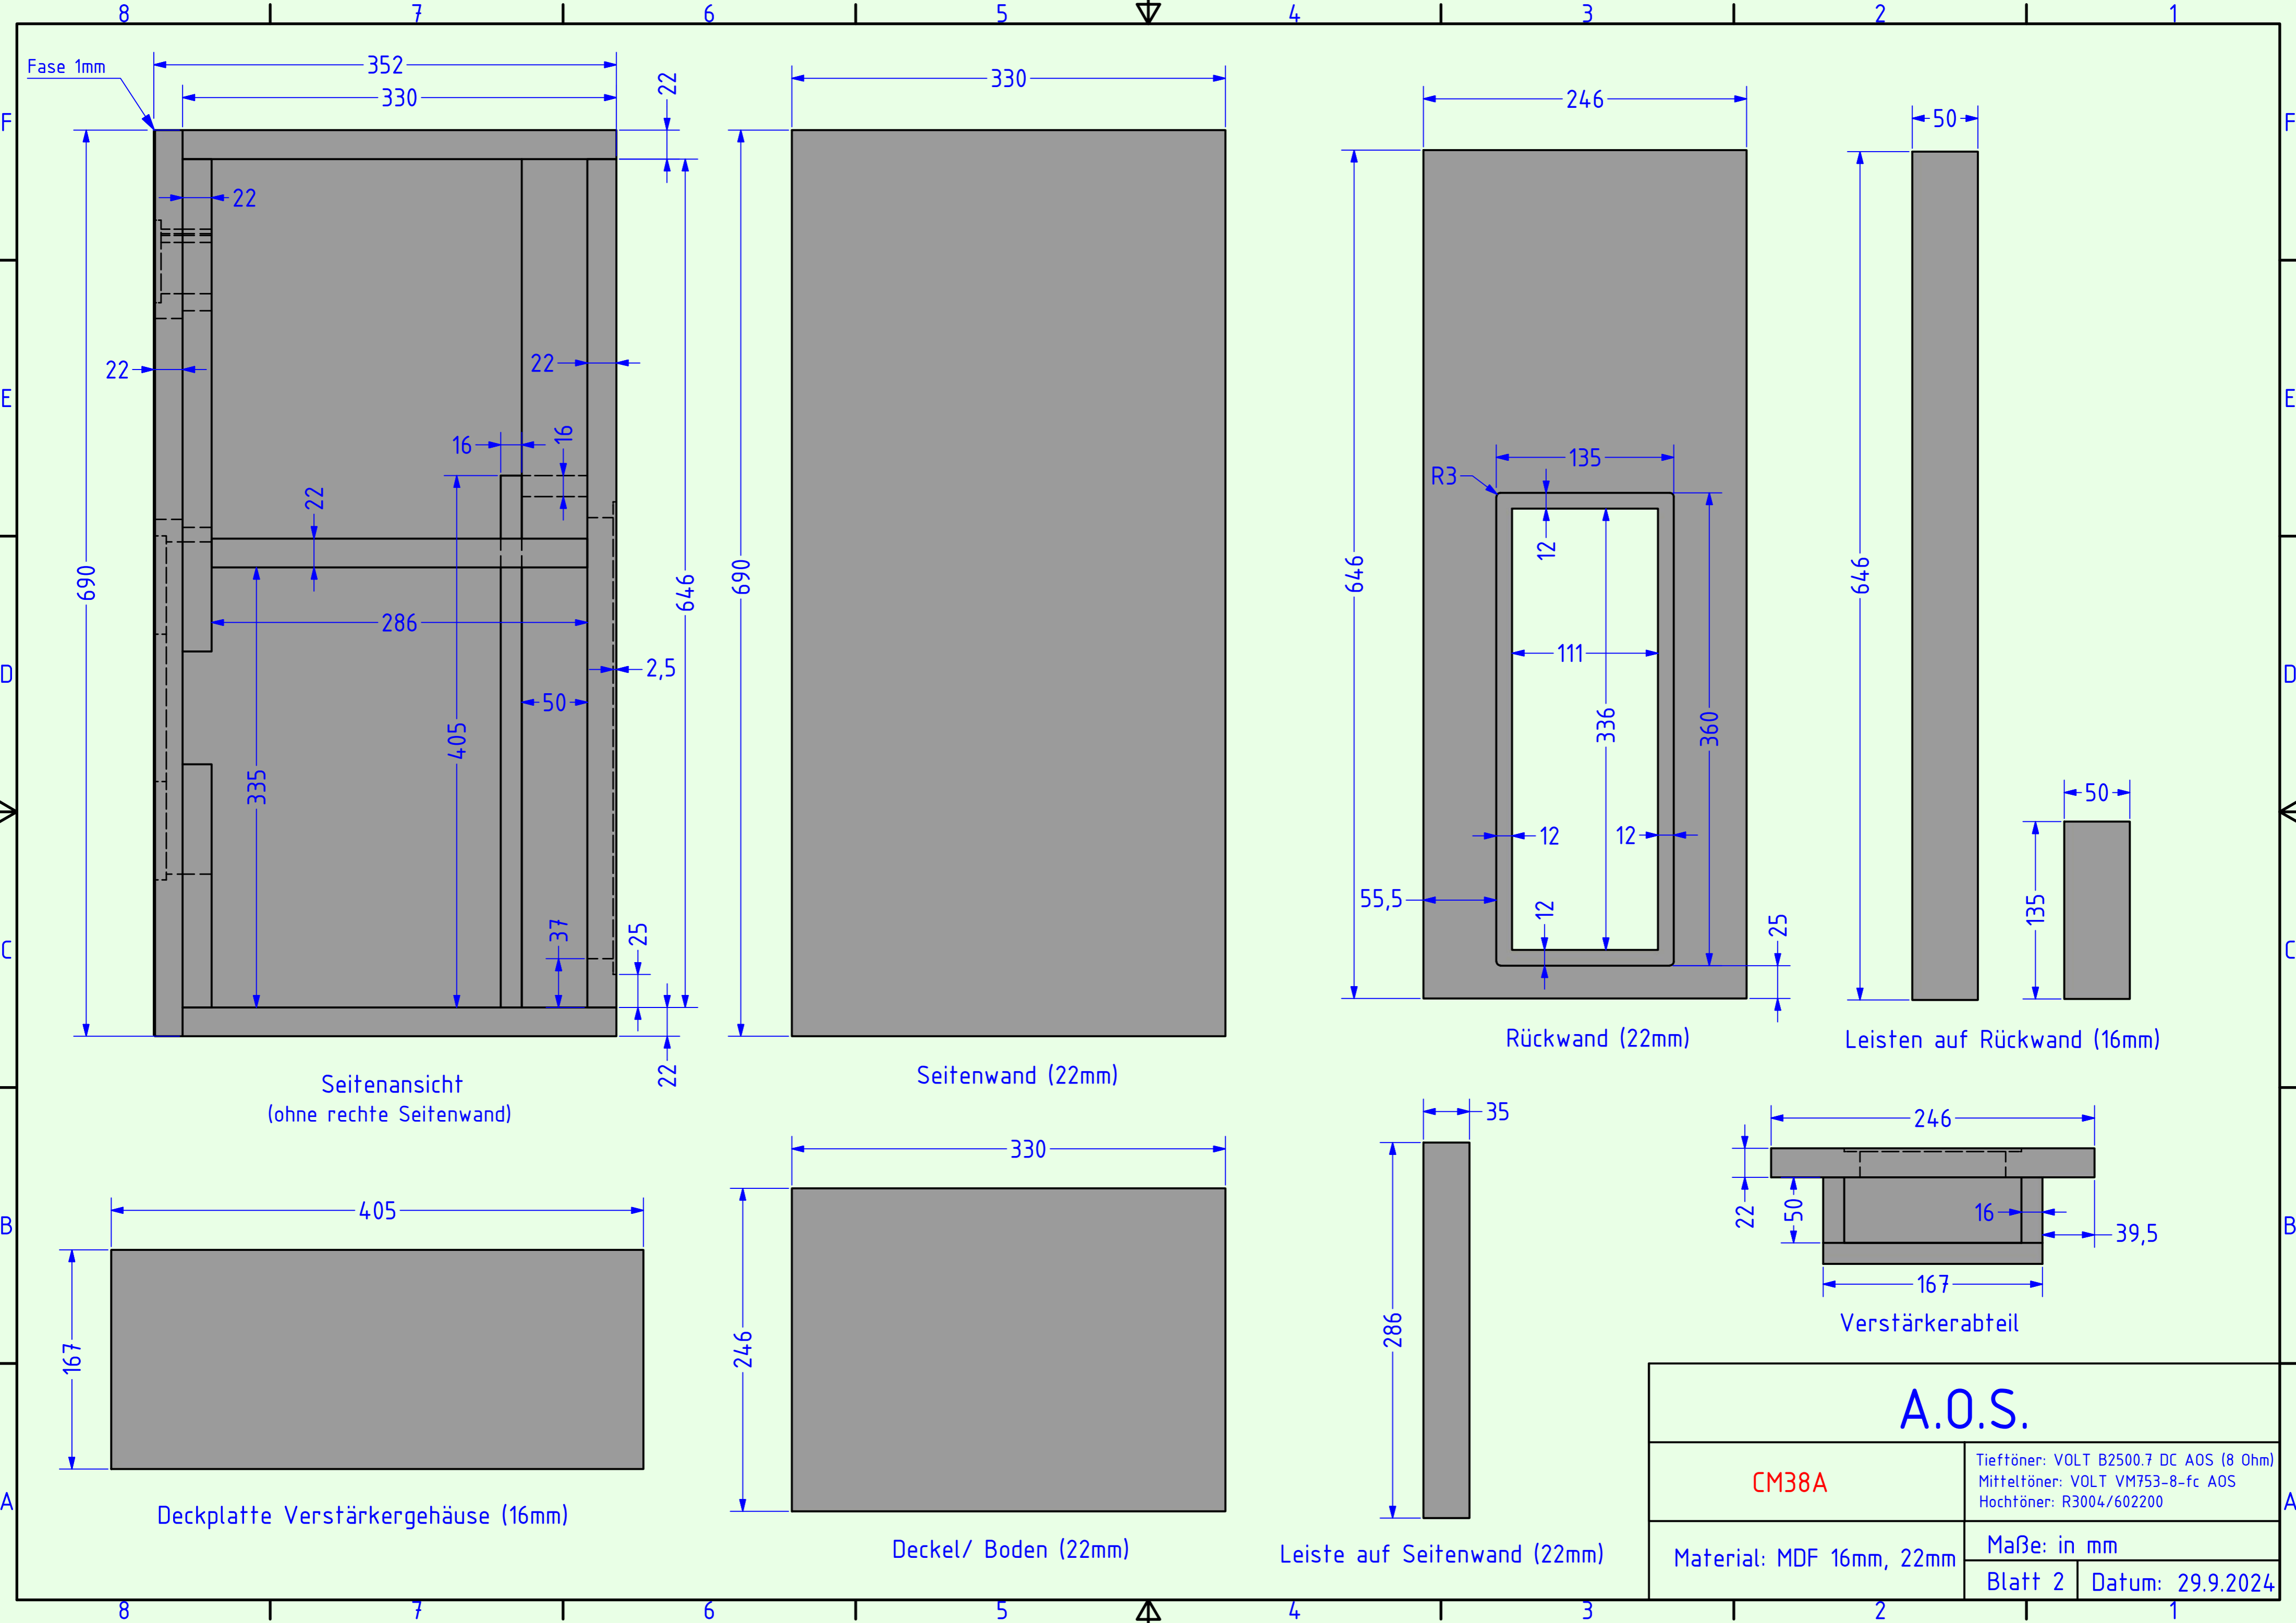 8 7 6 5 4 3 2 1
F
E
D
C
B
A
F
E
D
C
B
A
Fase 1mm
352
330
22
22
22
22
16
16
22
690
646
286
2,5
50
405
335
37
25
22
Seitenansicht
(ohne rechte Seitenwand)
330
690
Seitenwand (22mm)
246
646
135
R3
12
111
336
360
12
12
55,5
12
25
Rückwand (22mm)
50
646
50
135
Leisten auf Rückwand (16mm)
405
167
Deckplatte Verstärkergehäuse (16mm)
330
246
Deckel/ Boden (22mm)
35
286
Leiste auf Seitenwand (22mm)
246
22
50
16
39,5
167
Verstärkerabteil
A.O.S.
CM38A
Tieftöner: VOLT B2500.7 DC AOS (8 Ohm)
Mitteltöner: VOLT VM753-8-fc AOS
Hochtöner: R3004/602200
Material: MDF 16mm, 22mm
Maße: in mm
Blatt 2
Datum: 29.9.2024
8 7 6 5 4 3 2 1